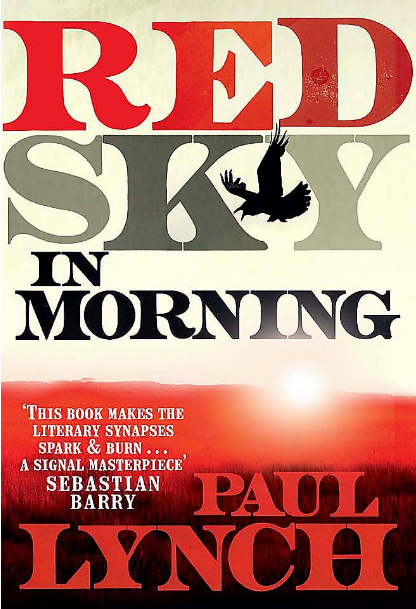 RED
SKY
IN
MORNING
‘THIS BOOK MAKES THE
LITERARY SYNAPSES
SPARK & BURN . . .
A SIGNAL MASTERPIECE’
SEBASTIAN
BARRY
PAUL
LYNCH